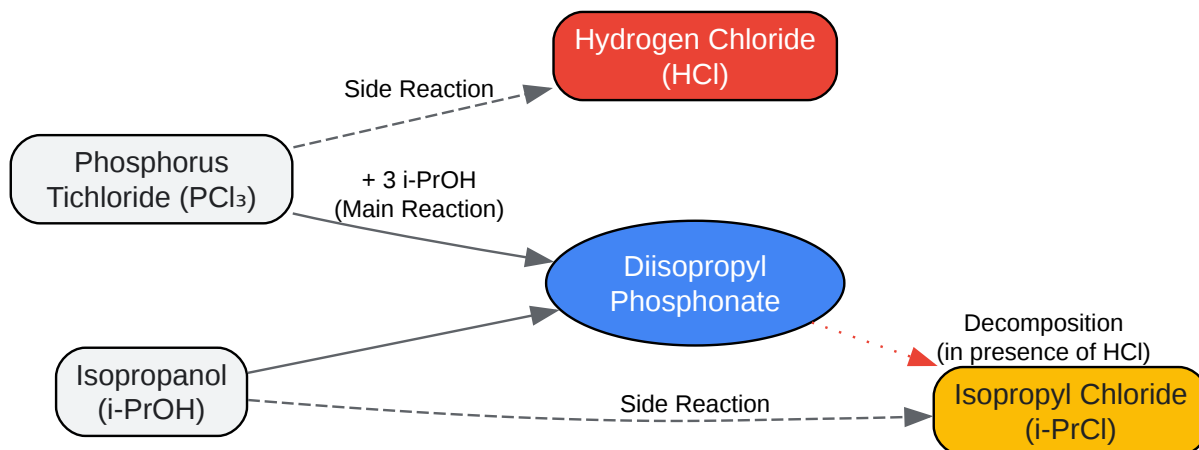 Hydrogen Chloride
(HCl)
Side Reaction
Phosphorus
Tichloride (PCl₃)
+ 3 i-PrOH
(Main Reaction)
Diisopropyl
Phosphonate
Decomposition
(in presence of HCl)
Isopropanol
(i-PrOH)
Side Reaction
Isopropyl Chloride
(i-PrCl)